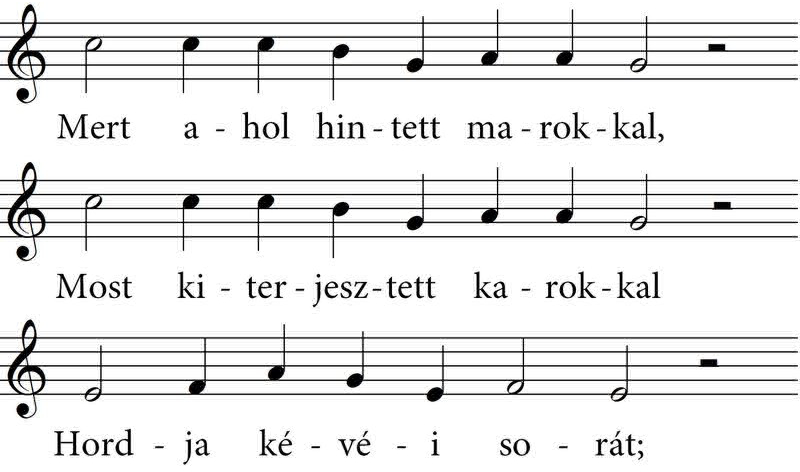 Mert a - hol hin - tett ma - rok - kal,
Most ki - ter - jesz - tett ka - rok - kal
Hord - ja ké - vé - i so - rát;